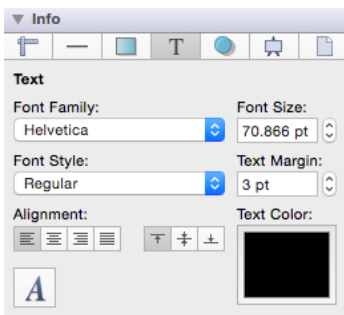 Info
T
Text
Font Family: Font Size:
Helvetica 70.866 pt
Font Style: Text Margin:
Regular 3 pt
Alignment: Text Color:
A